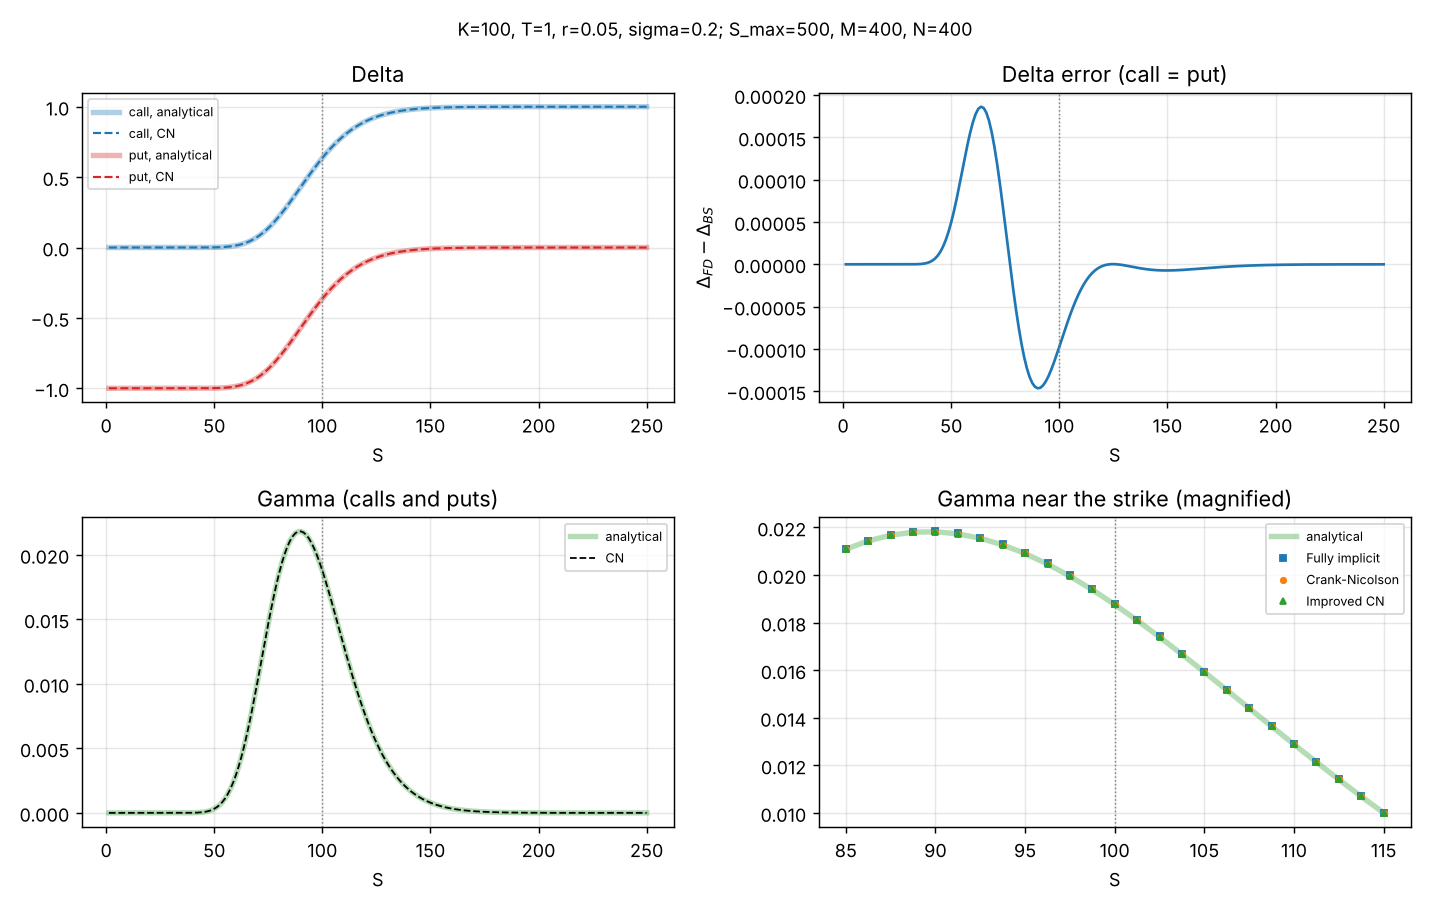 K=100, T=1, r=0.05, sigma=0.2; S_max=500, M=400, N=400
Delta
1.0
0.5
0.0
−0.5
−1.0
call, analytical
call, CN
put, analytical
put, CN
0 50 100 150 200 250
S
Delta error (call = put)
Δ_{FD} − Δ_{BS}
0.00020
0.00015
0.00010
0.00005
0.00000
−0.00005
−0.00010
−0.00015
0 50 100 150 200 250
S
Gamma (calls and puts)
0.020
0.015
0.010
0.005
0.000
analytical
CN
0 50 100 150 200 250
S
Gamma near the strike (magnified)
0.022
0.020
0.018
0.016
0.014
0.012
0.010
analytical
Fully implicit
Crank-Nicolson
Improved CN
85 90 95 100 105 110 115
S